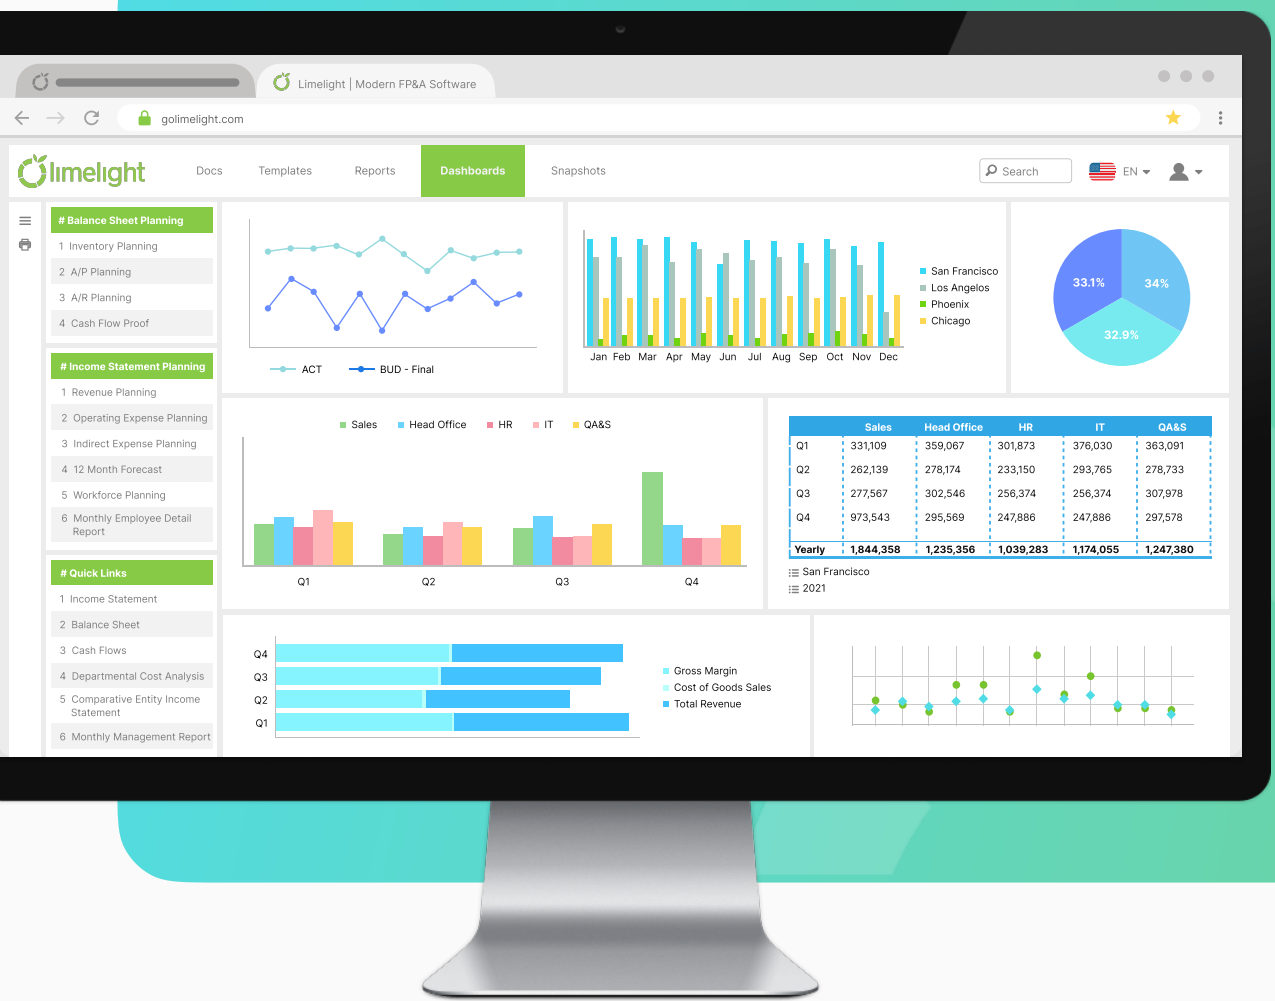 Limelight | Modern FP&A Software
golimelight.com
limelight
Docs
Templates
Reports
Dashboards
Snapshots
Search
EN
# Balance Sheet Planning
1 Inventory Planning
2 A/P Planning
3 A/R Planning
4 Cash Flow Proof
# Income Statement Planning
1 Revenue Planning
2 Operating Expense Planning
3 Indirect Expense Planning
4 12 Month Forecast
5 Workforce Planning
6 Monthly Employee Detail
Report
# Quick Links
1 Income Statement
2 Balance Sheet
3 Cash Flows
4 Departmental Cost Analysis
5 Comparative Entity Income
Statement
6 Monthly Management Report
ACT BUD - Final
San Francisco
Los Angelos
Phoenix
Chicago
Jan Feb Mar Apr May Jun Jul Aug Sep Oct Nov Dec
33.1% 34%
32.9%
Sales Head Office HR IT QA&S
Q1 Q2 Q3 Q4
Sales Head Office HR IT QA&S
Q1 331,109 359,067 301,873 376,030 363,091
Q2 262,139 278,174 233,150 293,765 278,733
Q3 277,567 302,546 256,374 256,374 307,978
Q4 973,543 295,569 247,886 247,886 297,578
Yearly 1,844,358 1,235,356 1,039,283 1,174,055 1,247,380
San Francisco
2021
Q4
Q3
Q2
Q1
Gross Margin
Cost of Goods Sales
Total Revenue